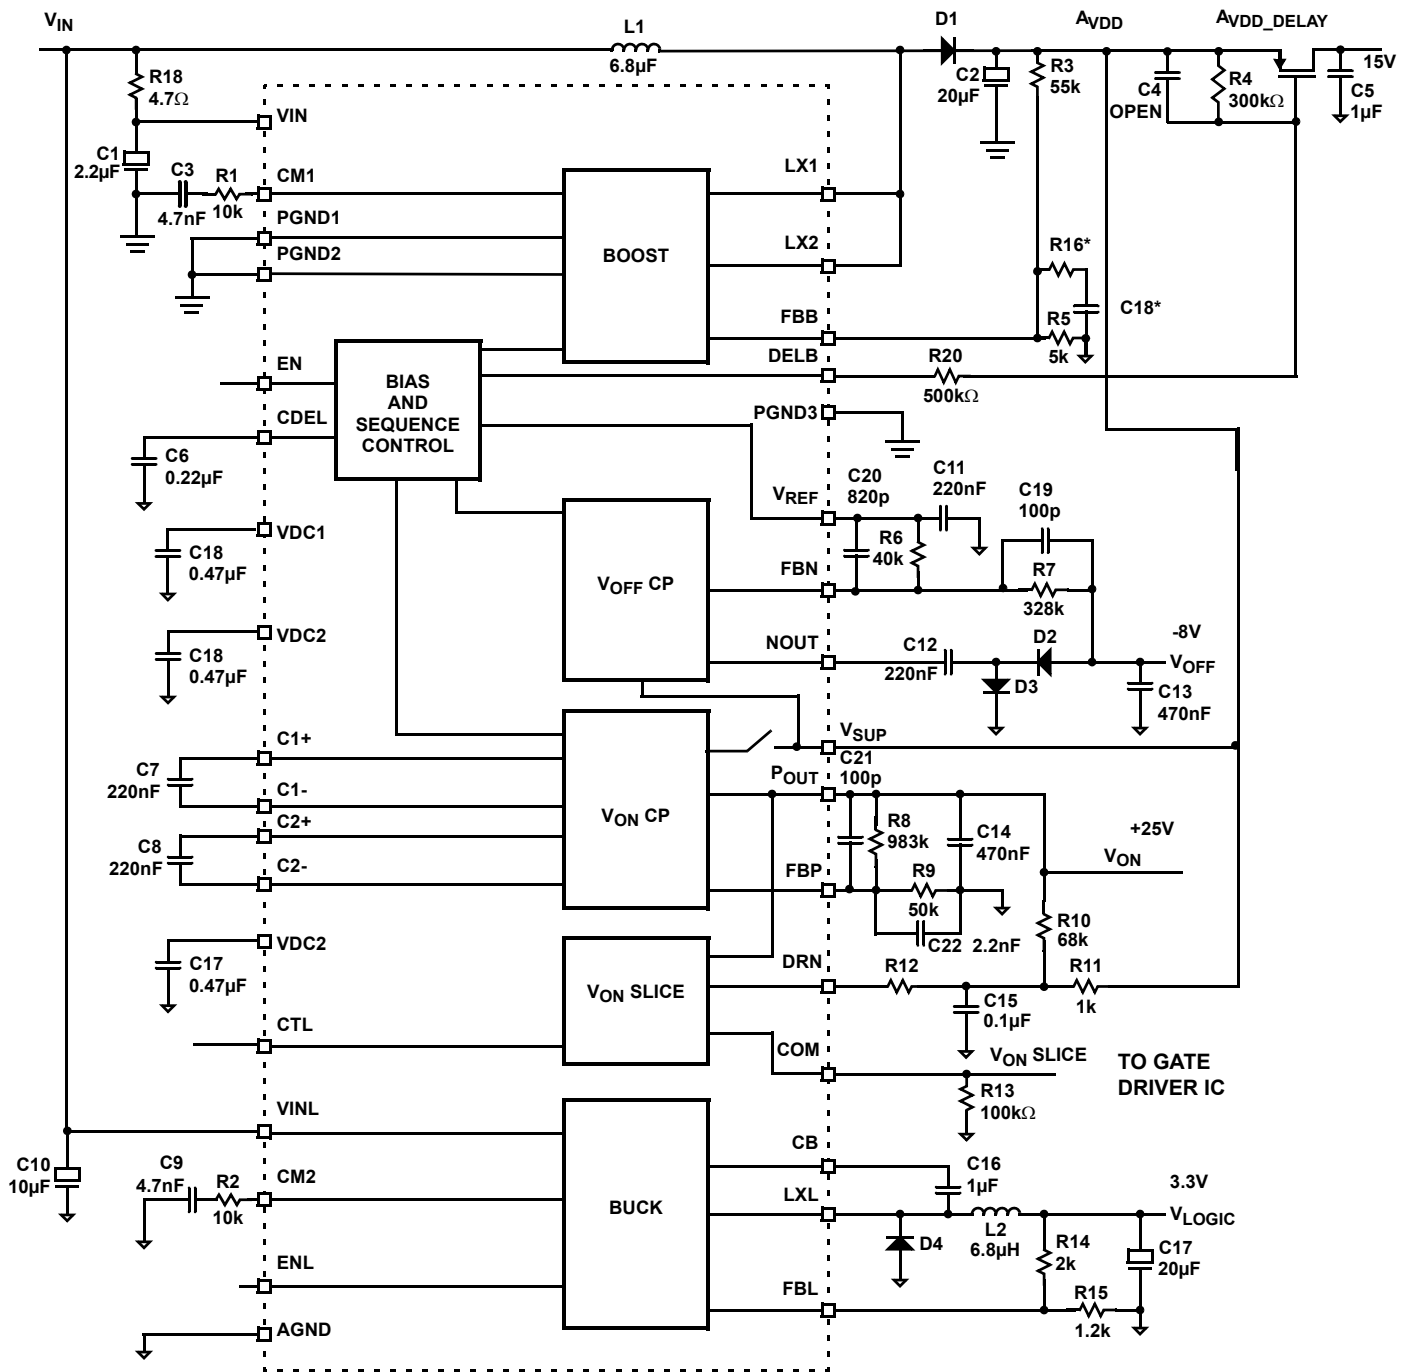 VIN
L1
6.8µF
D1
AVDD
AVDD_DELAY
R18
4.7Ω
C2
20µF
R3
55k
C4
OPEN
R4
300kΩ
15V
C5
1µF
VIN
C1
2.2µF
C3
4.7nF
R1
10k
CM1
LX1
PGND1
PGND2
BOOST
LX2
R16*
C18*
FBB
R5
5k
EN
BIAS
AND
SEQUENCE
CONTROL
DELB
R20
500kΩ
CDEL
PGND3
C6
0.22µF
VREF
C20
820p
C11
220nF
C19
100p
VDC1
C18
0.47µF
R6
40k
VOFF CP
FBN
R7
328k
VDC2
C18
0.47µF
NOUT
C12
220nF
D2
-8V
VOFF
D3
C13
470nF
C1+
C7
220nF
C1-
C2+
C8
220nF
C2-
VON CP
VSUP
POUT
C21
100p
R8
983k
C14
470nF
+25V
VON
FBP
R9
50k
C22 2.2nF
R10
68k
VDC2
C17
0.47µF
VON SLICE
DRN
R12
R11
1k
C15
0.1µF
CTL
COM
VON SLICE
TO GATE
DRIVER IC
R13
100kΩ
VINL
C10
10µF
C9
4.7nF
R2
10k
CM2
BUCK
CB
C16
1µF
LXL
3.3V
VLOGIC
D4
L2
6.8µH
R14
2k
C17
20µF
ENL
FBL
R15
1.2k
AGND